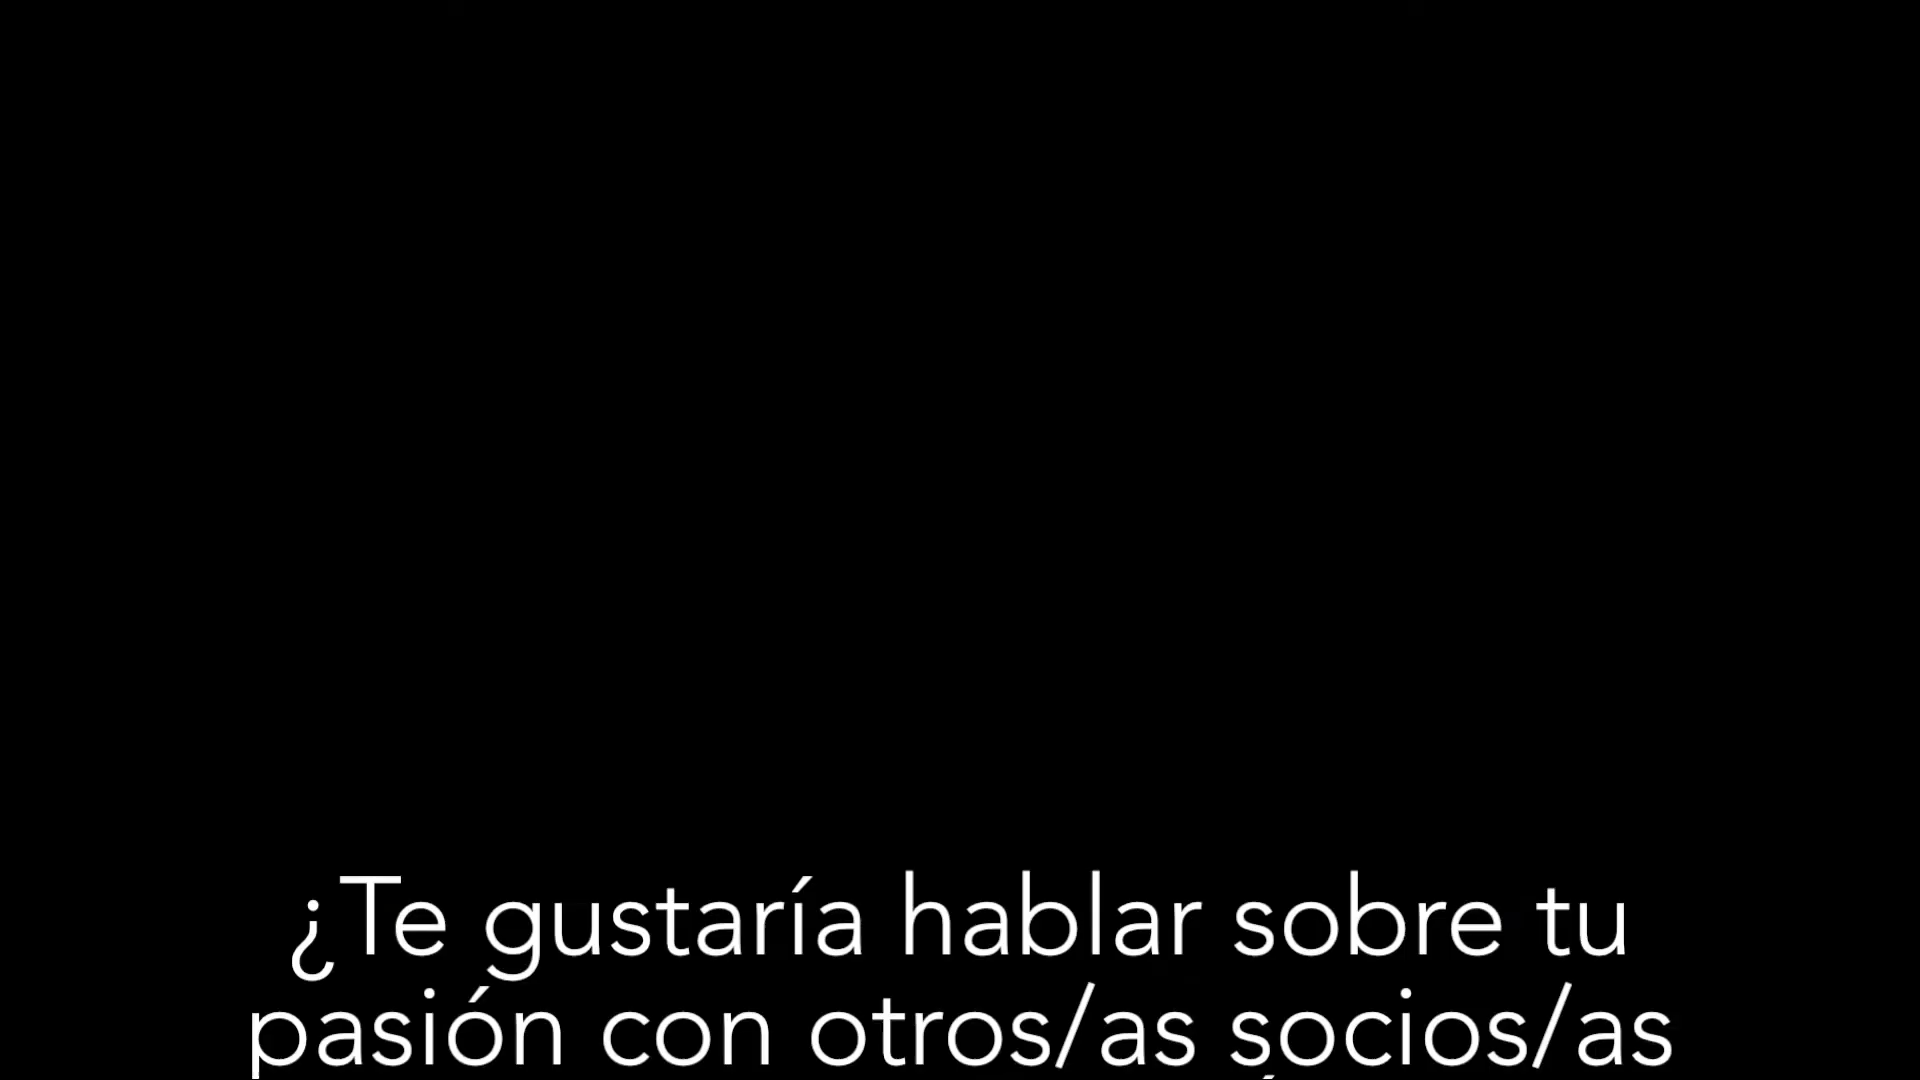 ¿Te gustaría hablar sobre tu
pasión con otros/as socios/as